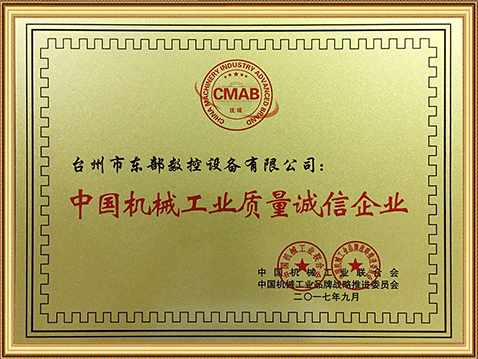 CHINA MACHINERY INDUSTRY ADVANCED BRAND
CMAB
台州市东部数控设备有限公司：
中国机械工业质量诚信企业
中国机械工业联合会
中国机械工业品牌战略推进委员会
二〇一七年九月